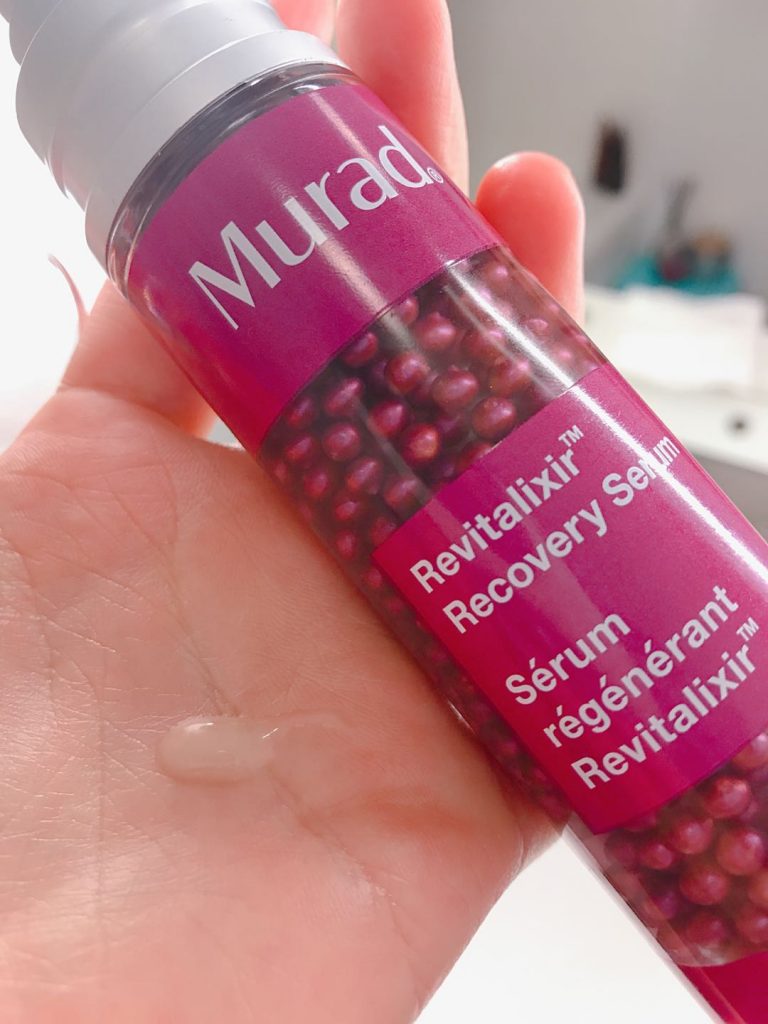 Murad®
Revitalixir™
Recovery Serum
Sérum
régénérant
Revitalixir™